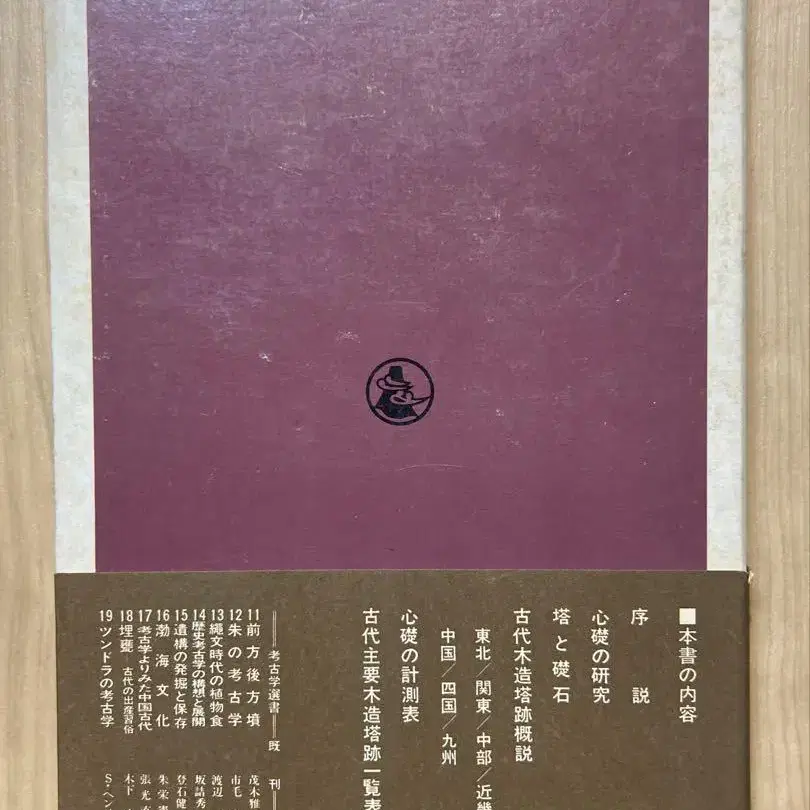 ■本書の内容
序説
心礎の研究
塔と礎石
古代木造塔跡概説
東北/関東/中部/近畿
中国/四国/九州
心礎の計測表
古代主要木造塔跡一覧表
考古学選書 既刊
11 前方後方墳 茂木雅
12 朱の考古学 市毛
13 縄文時代の植物食 渡辺
14 歴史考古学の構想と展開 坂詰秀
15 遺構の発掘と保存 登石健
16 渤海文化 朱栄
17 考古学よりみた中国古代 張光
18 埋甕 古代の出産習俗 木下
19 ツンドラの考古学 S・ヘン